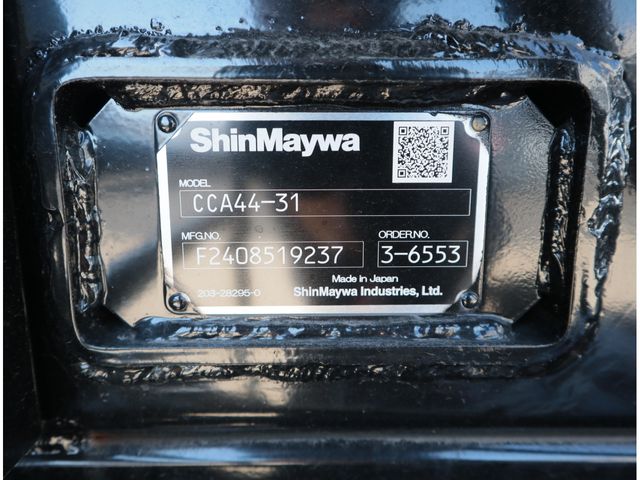 ShinMaywa
MODEL
CCA44-31
MFG.NO. ORDER.NO.
F2408519237 3-6553
Made in Japan
203-28295-0 ShinMaywa Industries, Ltd.